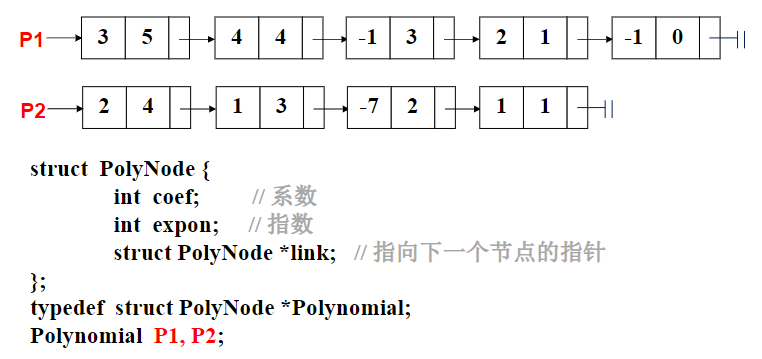 P1 3 5 4 4 -1 3 2 1 -1 0
P2 2 4 1 3 -7 2 1 1
struct PolyNode {
int coef; // 系数
int expon; // 指数
struct PolyNode *link; // 指向下一个节点的指针
};
typedef struct PolyNode *Polynomial;
Polynomial P1, P2;